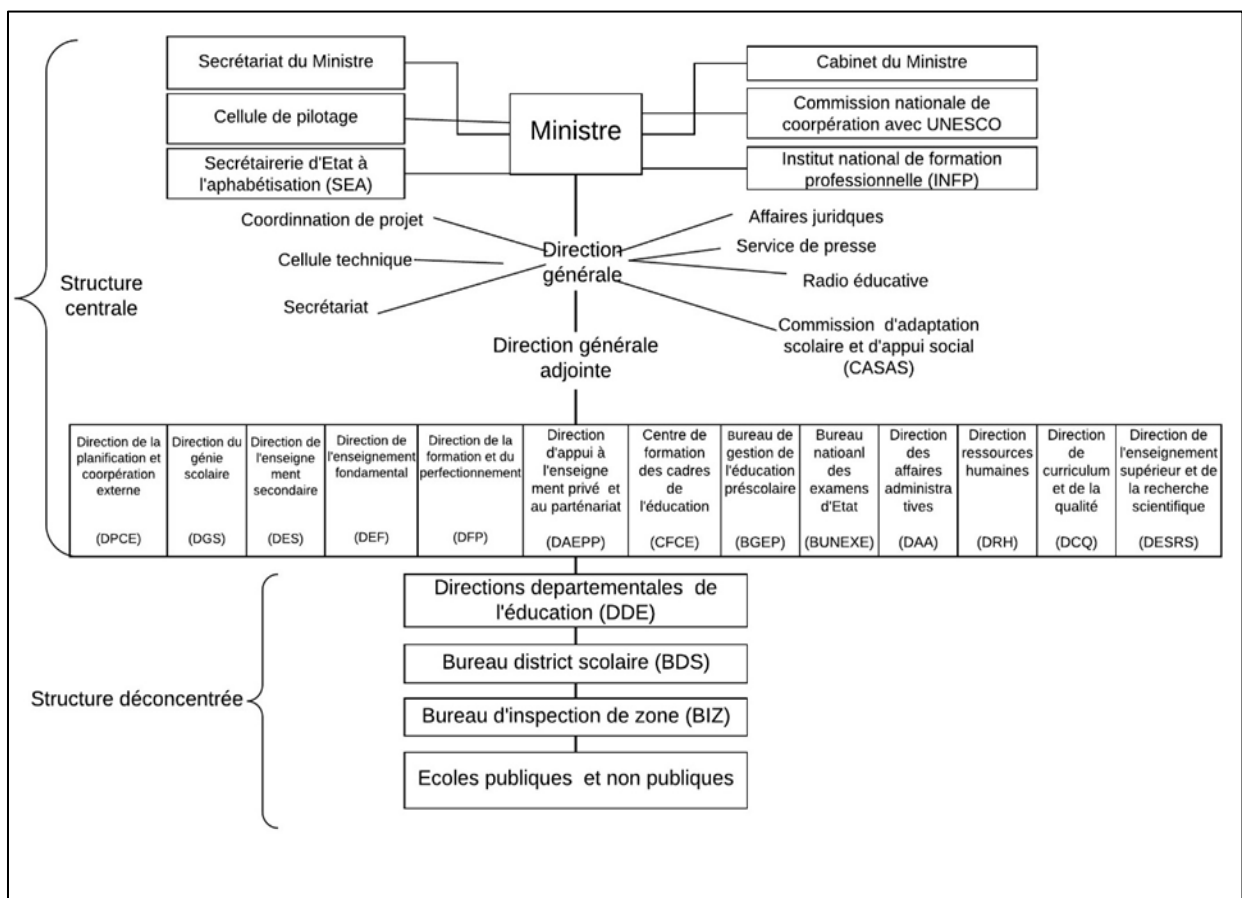 Secrétariat du Ministre
Cellule de pilotage
Secrétairerie d'Etat à
l'aphabétisation (SEA)
Ministre
Cabinet du Ministre
Commission nationale de
coorpération avec UNESCO
Institut national de formation
professionnelle (INFP)
Coordinnation de projet
Cellule technique
Secrétariat
Direction
générale
Affaires juridques
Service de presse
Radio éducative
Commission d'adaptation
scolaire et d'appui social
(CASAS)
Structure
centrale
Direction générale
adjointe
Direction de la
planification et
coorpération
externe
(DPCE)
Direction du
génie
scolaire
(DGS)
Direction de
l'enseigne
ment
secondaire
(DES)
Direction de
l'enseignement
fondamental
(DEF)
Direction de la
formation et du
perfectionnement
(DFP)
Direction
d'appui à
l'enseigne
ment privé et
au parténariat
(DAEPP)
Centre de
formation
des cadres
de
l'éducation
(CFCE)
Bureau de
gestion de
l'éducation
préscolaire
(BGEP)
Bureau
natioanl
des
examens
d'Etat
(BUNEXE)
Direction
des
affaires
administra
tives
(DAA)
Direction
ressources
humaines
(DRH)
Direction
de
curriculum
et de la
qualité
(DCQ)
Direction de
l'enseignement
supérieur et de
la recherche
scientifique
(DESRS)
Structure déconcentrée
Directions departementales de
l'éducation (DDE)
Bureau district scolaire (BDS)
Bureau d'inspection de zone (BIZ)
Ecoles publiques et non publiques